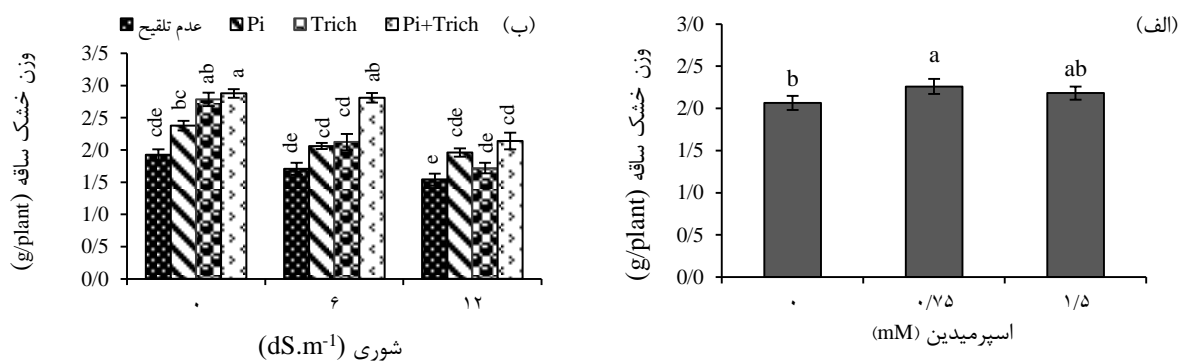 (الف)
وزن خشک ساقه (g/plant)
3/0
2/5
2/0
1/5
1/0
0/5
0/0
b
a
ab
۰
۰/۷۵
۱/۵
اسپرمیدین (mM)
(ب)
عدم تلقیح Pi Trich Pi+Trich
وزن خشک ساقه (g/plant)
3/5
3/0
2/5
2/0
1/5
1/0
0/5
0/0
cde bc ab a
de cd cd ab
e cde de cd
۰ ۶ ۱۲
شوری (dS.m-1)